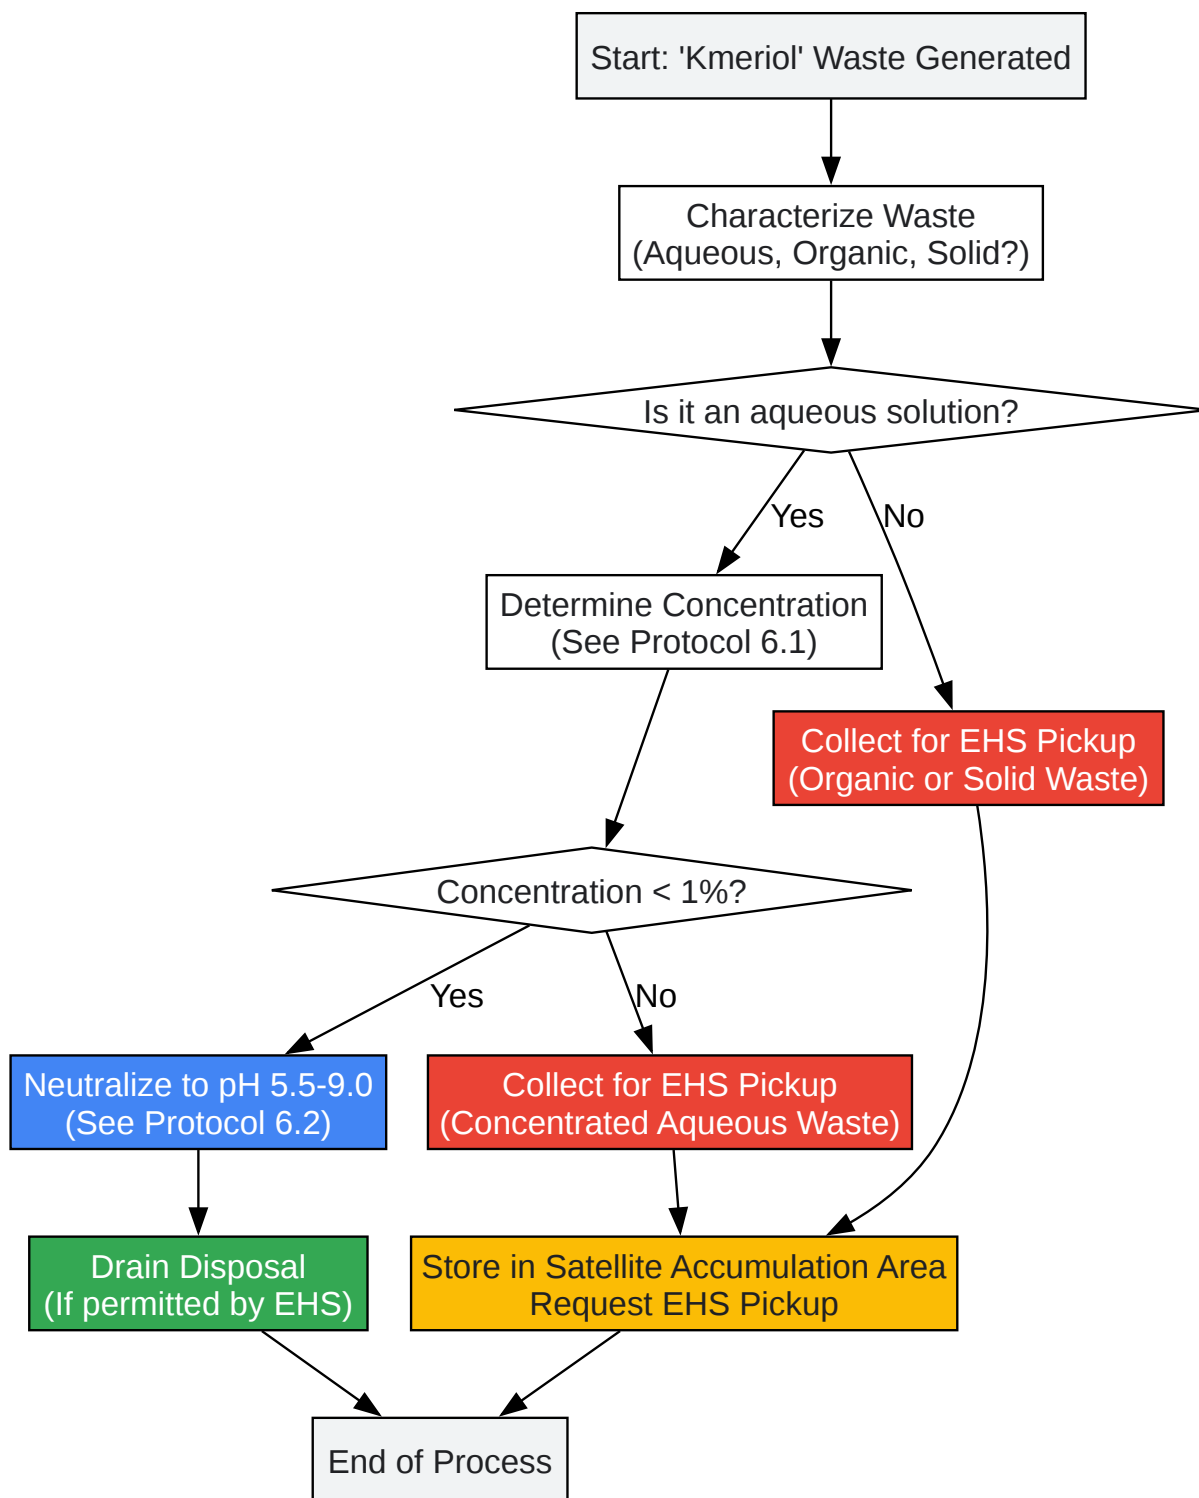 Start: 'Kmeriol' Waste Generated
Characterize Waste
(Aqueous, Organic, Solid?)
Is it an aqueous solution?
Yes
No
Determine Concentration
(See Protocol 6.1)
Collect for EHS Pickup
(Organic or Solid Waste)
Concentration < 1%?
Yes
No
Neutralize to pH 5.5-9.0
(See Protocol 6.2)
Collect for EHS Pickup
(Concentrated Aqueous Waste)
Drain Disposal
(If permitted by EHS)
Store in Satellite Accumulation Area
Request EHS Pickup
End of Process